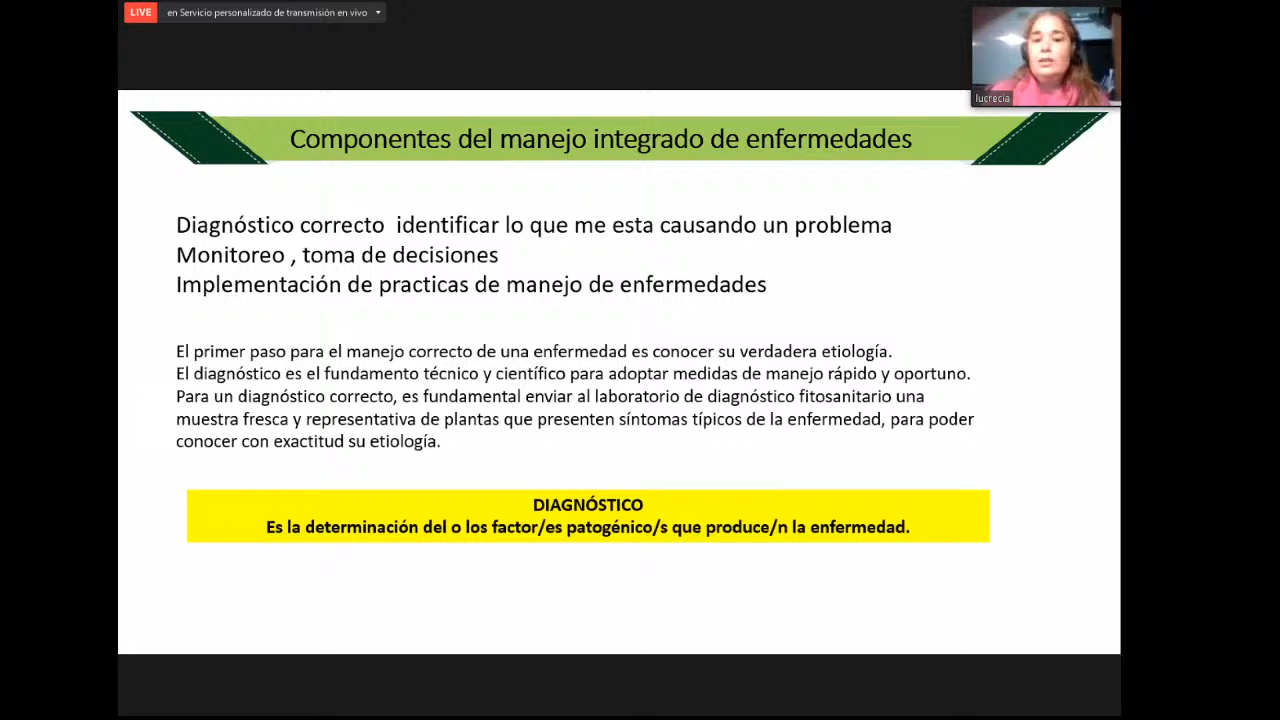 LIVE en Servicio personalizado de transmisión en vivo
lucrecia
Componentes del manejo integrado de enfermedades
Diagnóstico correcto  identificar lo que me esta causando un problema
Monitoreo , toma de decisiones
Implementación de practicas de manejo de enfermedades
El primer paso para el manejo correcto de una enfermedad es conocer su verdadera etiología.
El diagnóstico es el fundamento técnico y científico para adoptar medidas de manejo rápido y oportuno.
Para un diagnóstico correcto, es fundamental enviar al laboratorio de diagnóstico fitosanitario una
muestra fresca y representativa de plantas que presenten síntomas típicos de la enfermedad, para poder
conocer con exactitud su etiología.
DIAGNÓSTICO
Es la determinación del o los factor/es patogénico/s que produce/n la enfermedad.